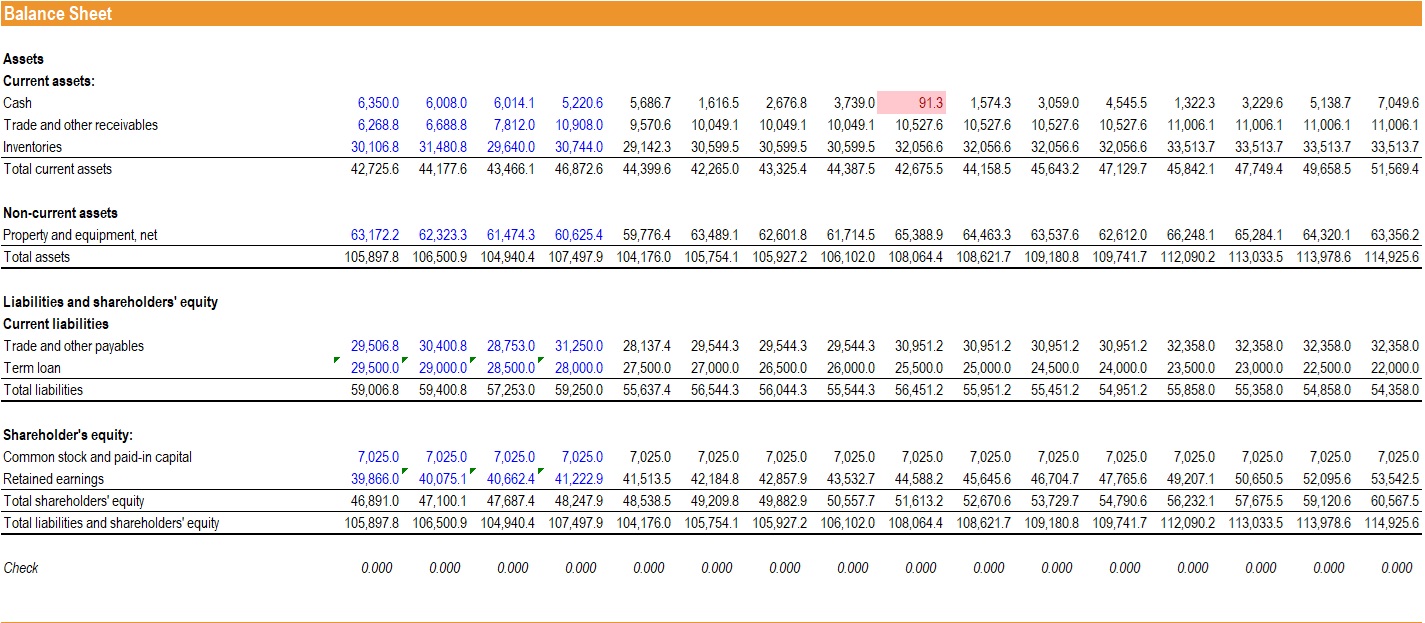 Balance Sheet
Assets
Current assets:
Cash 6,350.0 6,008.0 6,014.1 5,220.6 5,686.7 1,616.5 2,676.8 3,739.0 91.3 1,574.3 3,059.0 4,545.5 1,322.3 3,229.6 5,138.7 7,049.6
Trade and other receivables 6,268.8 6,688.8 7,812.0 10,908.0 9,570.6 10,049.1 10,049.1 10,049.1 10,527.6 10,527.6 10,527.6 10,527.6 11,006.1 11,006.1 11,006.1 11,006.1
Inventories 30,106.8 31,480.8 29,640.0 30,744.0 29,142.3 30,599.5 30,599.5 30,599.5 32,056.6 32,056.6 32,056.6 32,056.6 33,513.7 33,513.7 33,513.7 33,513.7
Total current assets 42,725.6 44,177.6 43,466.1 46,872.6 44,399.6 42,265.0 43,325.4 44,387.5 42,675.5 44,158.5 45,643.2 47,129.7 45,842.1 47,749.4 49,658.5 51,569.4
Non-current assets
Property and equipment, net 63,172.2 62,323.3 61,474.3 60,625.4 59,776.4 63,489.1 62,601.8 61,714.5 65,388.9 64,463.3 63,537.6 62,612.0 66,248.1 65,284.1 64,320.1 63,356.2
Total assets 105,897.8 106,500.9 104,940.4 107,497.9 104,176.0 105,754.1 105,927.2 106,102.0 108,064.4 108,621.7 109,180.8 109,741.7 112,090.2 113,033.5 113,978.6 114,925.6
Liabilities and shareholders' equity
Current liabilities
Trade and other payables 29,506.8 30,400.8 28,753.0 31,250.0 28,137.4 29,544.3 29,544.3 29,544.3 30,951.2 30,951.2 30,951.2 30,951.2 32,358.0 32,358.0 32,358.0 32,358.0
Term loan 29,500.0 29,000.0 28,500.0 28,000.0 27,500.0 27,000.0 26,500.0 26,000.0 25,500.0 25,000.0 24,500.0 24,000.0 23,500.0 23,000.0 22,500.0 22,000.0
Total liabilities 59,006.8 59,400.8 57,253.0 59,250.0 55,637.4 56,544.3 56,044.3 55,544.3 56,451.2 55,951.2 55,451.2 54,951.2 55,858.0 55,358.0 54,858.0 54,358.0
Shareholder's equity:
Common stock and paid-in capital 7,025.0 7,025.0 7,025.0 7,025.0 7,025.0 7,025.0 7,025.0 7,025.0 7,025.0 7,025.0 7,025.0 7,025.0 7,025.0 7,025.0 7,025.0 7,025.0
Retained earnings 39,866.0 40,075.1 40,662.4 41,222.9 41,513.5 42,184.8 42,857.9 43,532.7 44,588.2 45,645.6 46,704.7 47,765.6 49,207.1 50,650.5 52,095.6 53,542.5
Total shareholders' equity 46,891.0 47,100.1 47,687.4 48,247.9 48,538.5 49,209.8 49,882.9 50,557.7 51,613.2 52,670.6 53,729.7 54,790.6 56,232.1 57,675.5 59,120.6 60,567.5
Total liabilities and shareholders' equity 105,897.8 106,500.9 104,940.4 107,497.9 104,176.0 105,754.1 105,927.2 106,102.0 108,064.4 108,621.7 109,180.8 109,741.7 112,090.2 113,033.5 113,978.6 114,925.6
Check 0.000 0.000 0.000 0.000 0.000 0.000 0.000 0.000 0.000 0.000 0.000 0.000 0.000 0.000 0.000 0.000